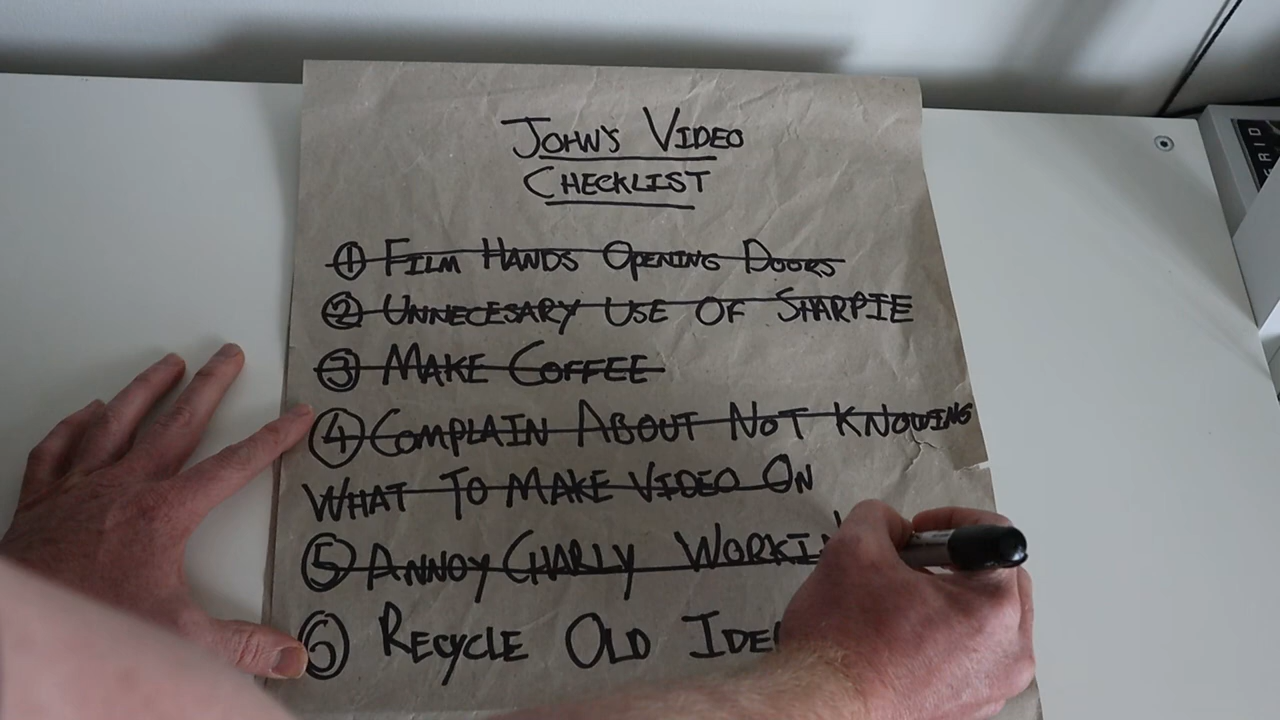 JOHN'S VIDEO
CHECKLIST
1 FILM HANDS OPENING DOORS
2 UNNECESARY USE OF SHARPIE
3 MAKE COFFEE
4 COMPLAIN ABOUT NOT KNOWING
WHAT TO MAKE VIDEO ON
5 ANNOY CHARLY
6 RECYCLE OLD